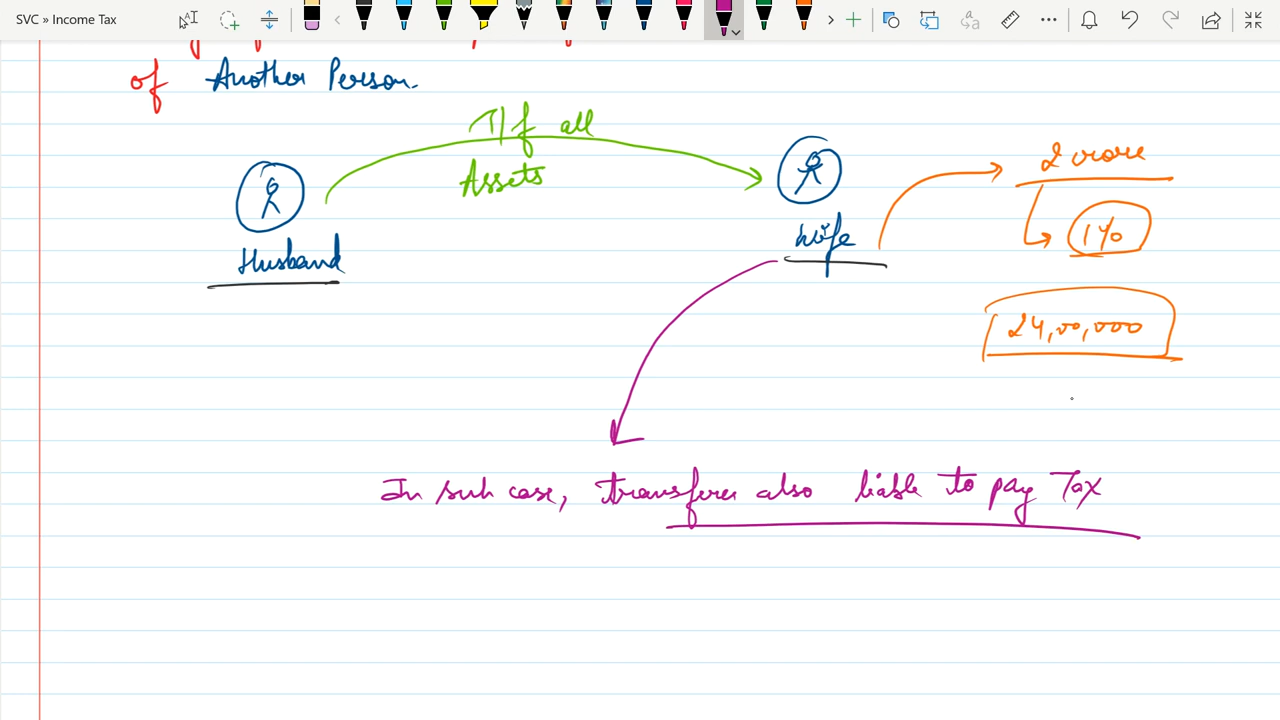 SVC » Income Tax
of Another Person.
T/f all
Assets
Husband
Wife
2 crore
1%
24,00,000
In such case, transferee also liable to pay Tax